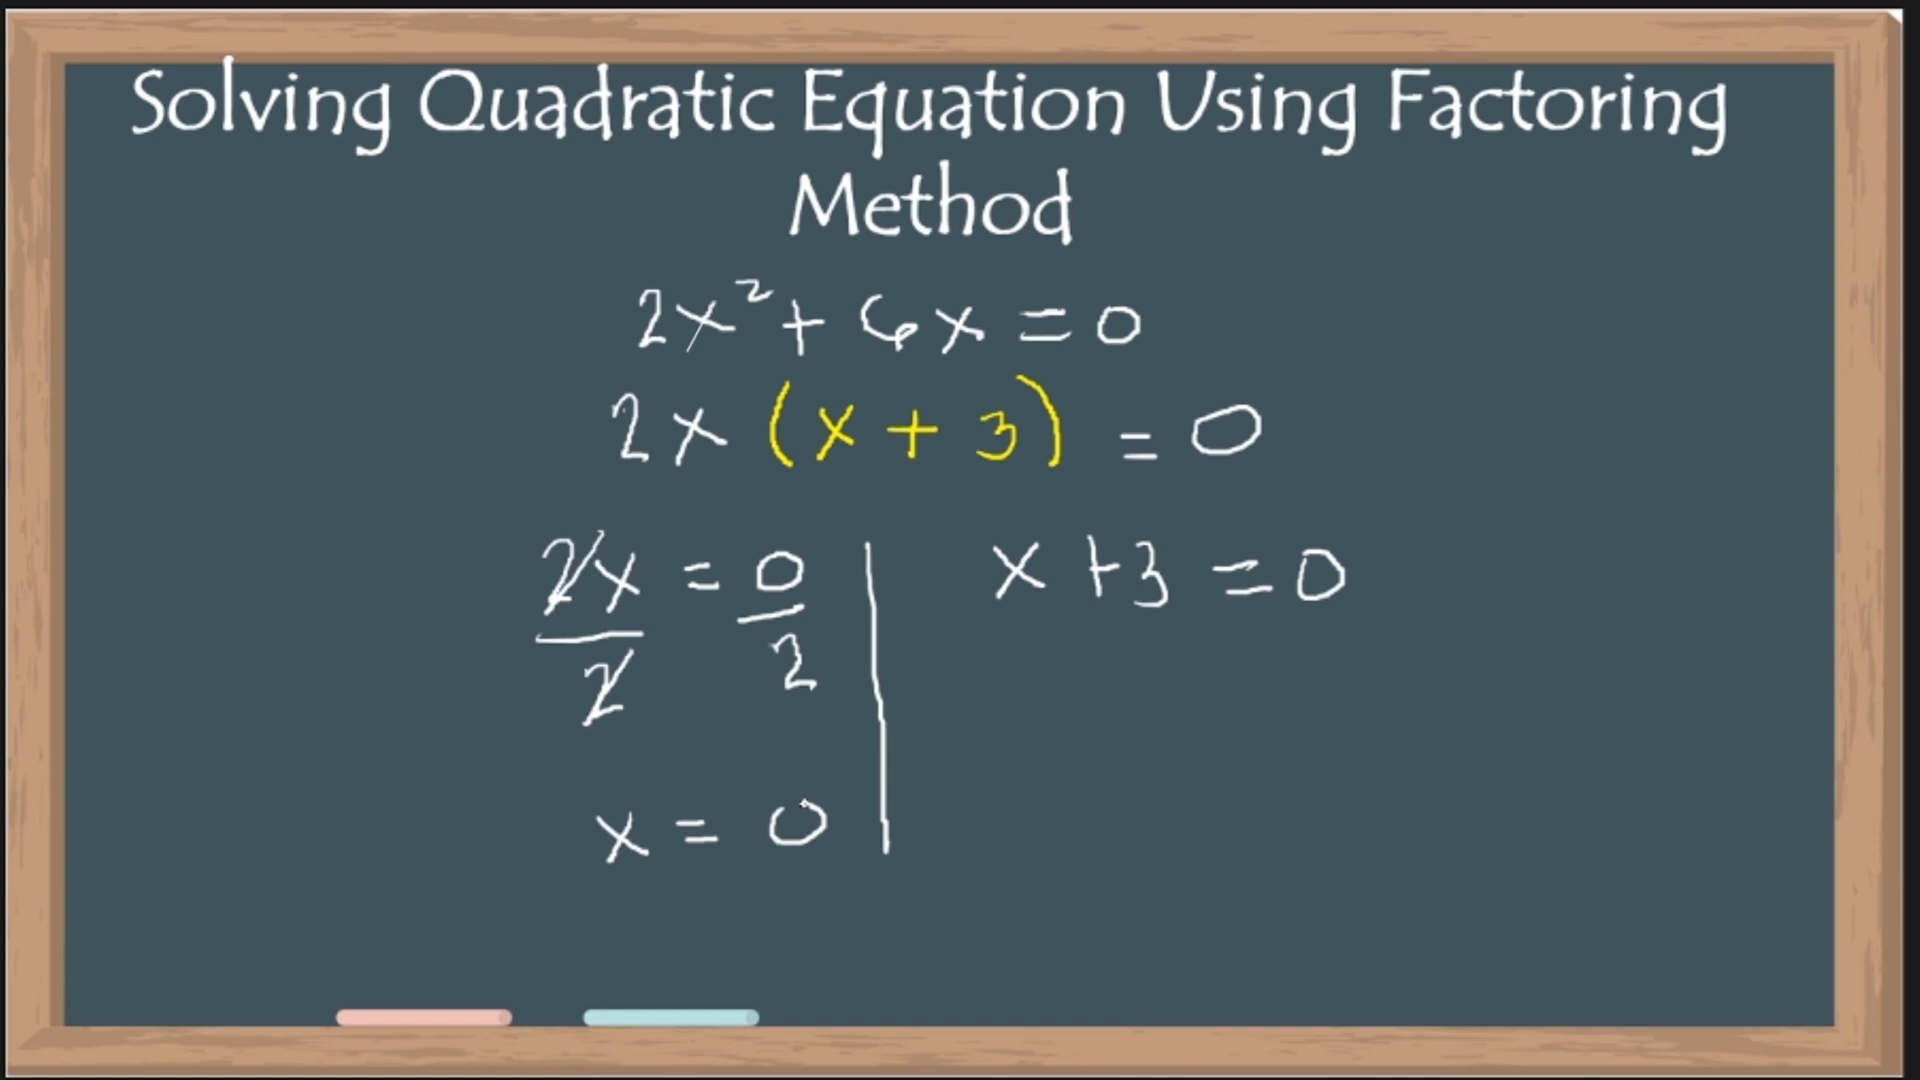 Solving Quadratic Equation Using Factoring
Method
2x² + 6x = 0
2x (x + 3) = 0
2x/2 = 0/2
x = 0
x + 3 = 0